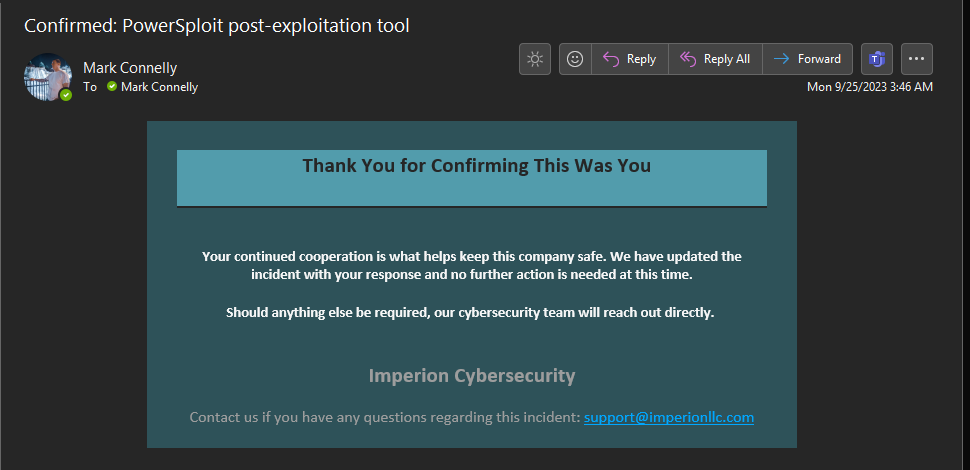 Confirmed: PowerSploit post-exploitation tool
Mark Connelly
To Mark Connelly
Reply
Reply All
Forward
T
Mon 9/25/2023 3:46 AM
Thank You for Confirming This Was You
Your continued cooperation is what helps keep this company safe. We have updated the
incident with your response and no further action is needed at this time.
Should anything else be required, our cybersecurity team will reach out directly.
Imperion Cybersecurity
Contact us if you have any questions regarding this incident: support@imperionllc.com